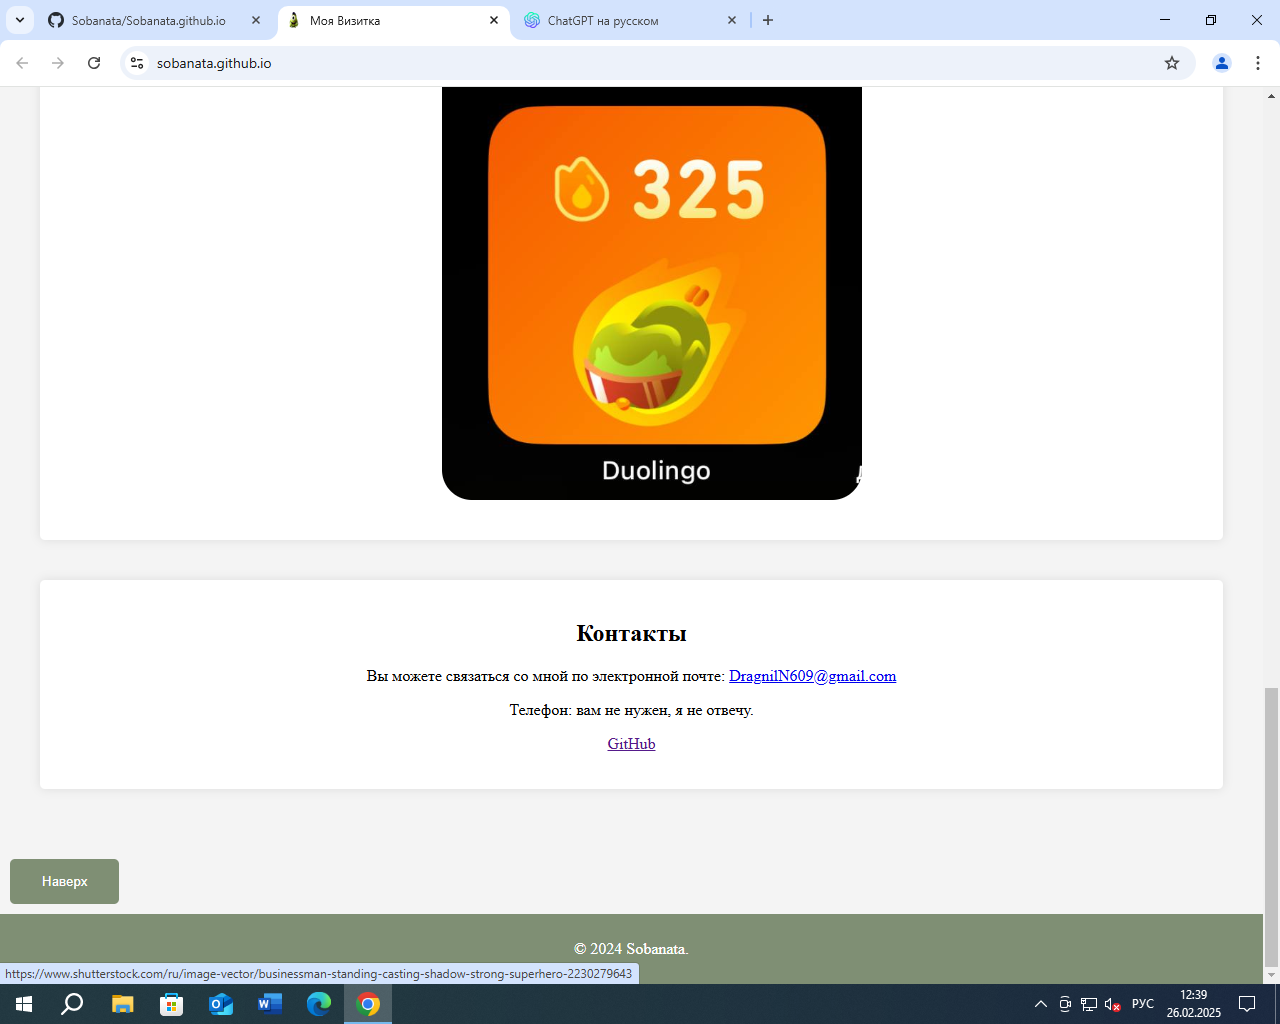 Sobanata/Sobanata.github.io
Моя Визитка
ChatGPT на русском
sobanata.github.io
325
Duolingo
Контакты
Вы можете связаться со мной по электронной почте: DragnilN609@gmail.com
Телефон: вам не нужен, я не отвечу.
GitHub
Наверх
© 2024 Sobanata.
https://www.shutterstock.com/ru/image-vector/businessman-standing-casting-shadow-strong-superhero-2230279643
РУС
12:39
26.02.2025